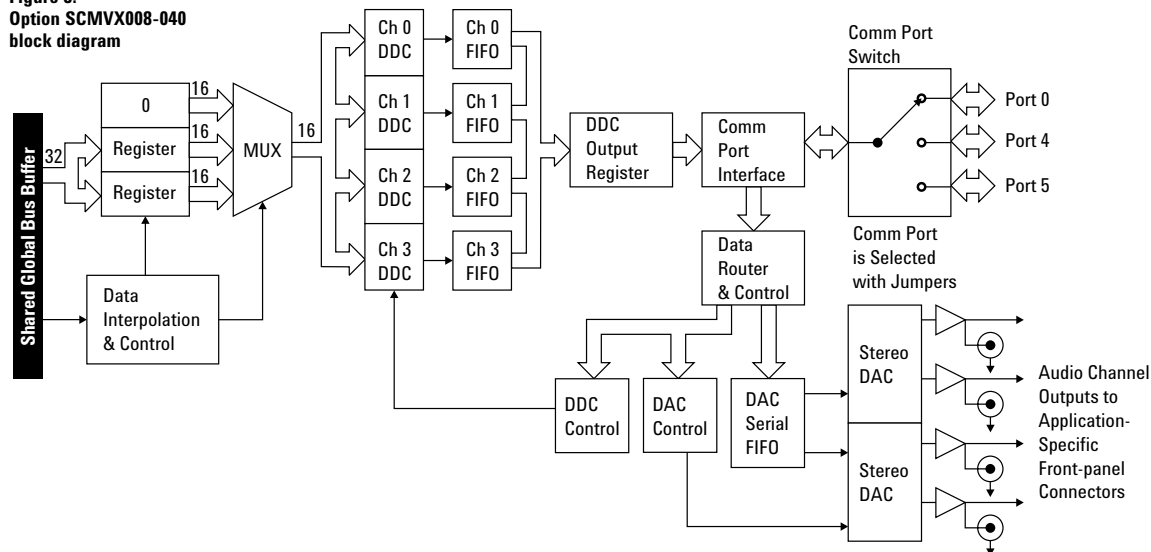 Figure 3.
Option SCMVX008-040
block diagram
Shared Global Bus Buffer
32
0
Register
Register
16
16
16
MUX
16
Data
Interpolation
& Control
Ch 0
DDC
Ch 1
DDC
Ch 2
DDC
Ch 3
DDC
Ch 0
FIFO
Ch 1
FIFO
Ch 2
FIFO
Ch 3
FIFO
DDC
Output
Register
Comm
Port
Interface
Comm Port
Switch
Port 0
Port 4
Port 5
Comm Port
is Selected
with Jumpers
Data
Router
& Control
DDC
Control
DAC
Control
DAC
Serial
FIFO
Stereo
DAC
Stereo
DAC
Audio Channel
Outputs to
Application-
Specific
Front-panel
Connectors